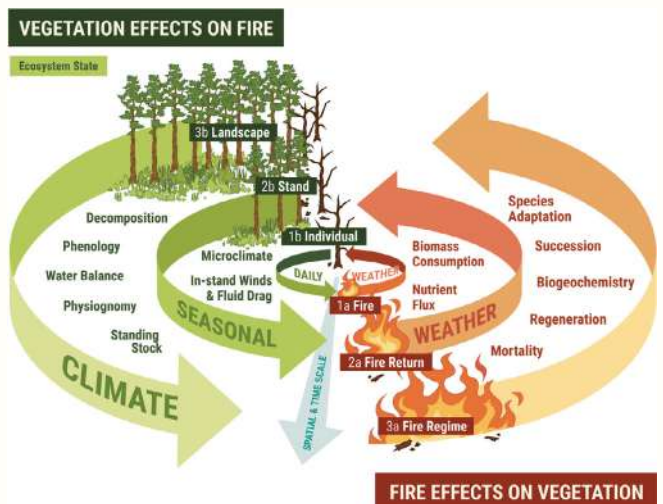 VEGETATION EFFECTS ON FIRE
Ecosystem State
3b Landscape
2b Stand
1b Individual
Decomposition
Phenology
Water Balance
Physiognomy
Standing
Stock
Microclimate
In-stand Winds
& Fluid Drag
DAILY
WEATHER
SEASONAL
WEATHER
CLIMATE
SPATIAL & TIME SCALE
Biomass
Consumption
Nutrient
Flux
Species
Adaptation
Succession
Biogeochemistry
Regeneration
Mortality
1a Fire
2a Fire Return
3a Fire Regime
FIRE EFFECTS ON VEGETATION